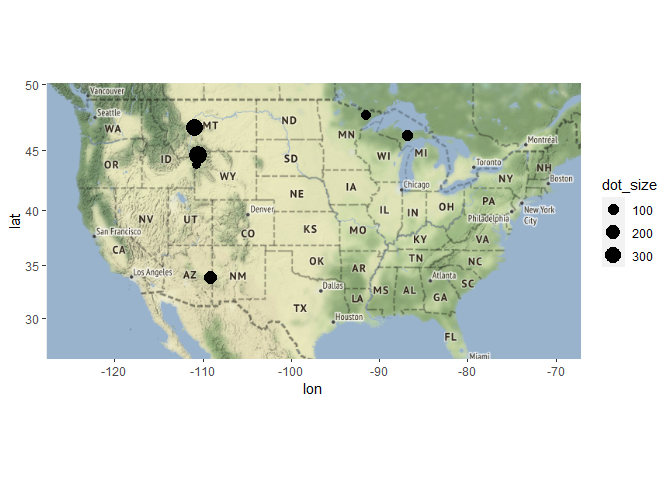 50
45
40
35
30
lat
Vancouver
Seattle
WA
MT
ND
MN
Montréal
OR
ID
SD
WI
MI
Toronto
NH
WY
NY
Boston
IA
Chicago
NE
PA
New York
City
NV
UT
Denver
IL
IN
OH
Philadelphia
San Francisco
CO
KS
MO
KY
VA
CA
Los Angeles
AZ
NM
OK
AR
TN
NC
Atlanta
SC
Dallas
MS
AL
GA
TX
LA
Houston
FL
Miami
-120
-110
-100
-90
-80
-70
lon
dot_size
100
200
300